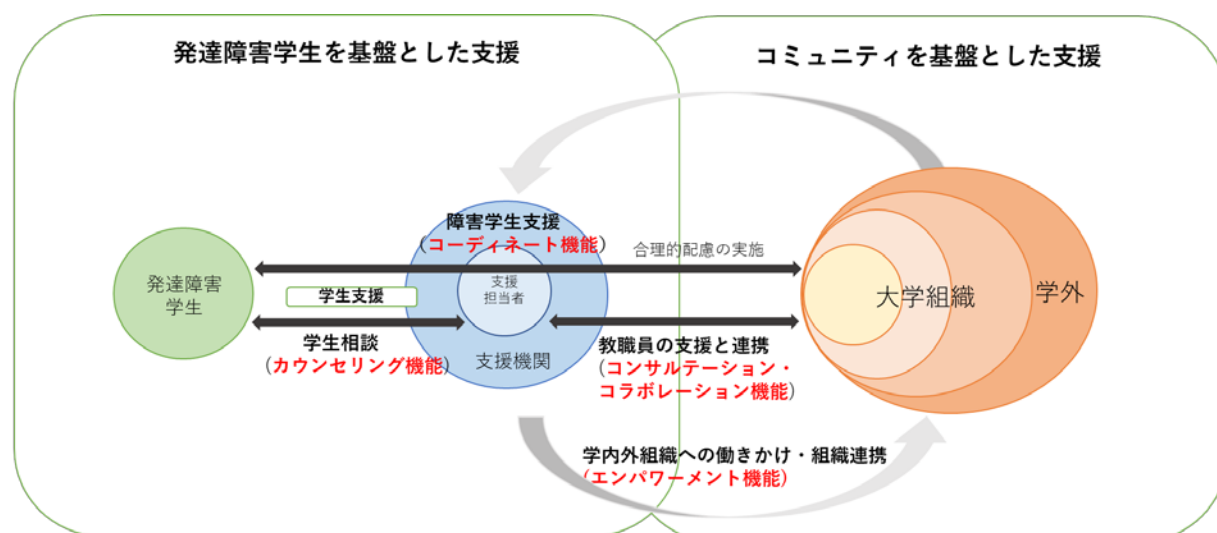 発達障害学生を基盤とした支援
コミュニティを基盤とした支援
障害学生支援
(コーディネート機能)
合理的配慮の実施
発達障害
学生
学生支援
支援
担当者
大学組織
学外
学生相談
(カウンセリング機能)
支援機関
教職員の支援と連携
(コンサルテーション・
コラボレーション機能)
学内外組織への働きかけ・組織連携
(エンパワーメント機能)